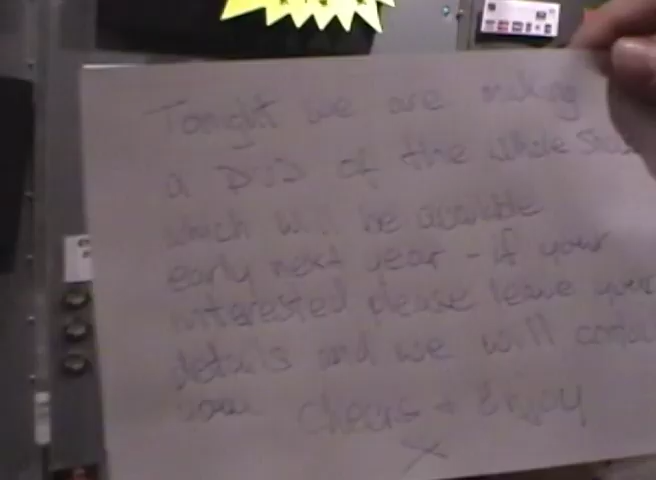 Tonight we are making
a DVD of the whole Show
which will be available
early next year - if your
interested please leave your
details and we will contact
you Cheers + Enjoy
X